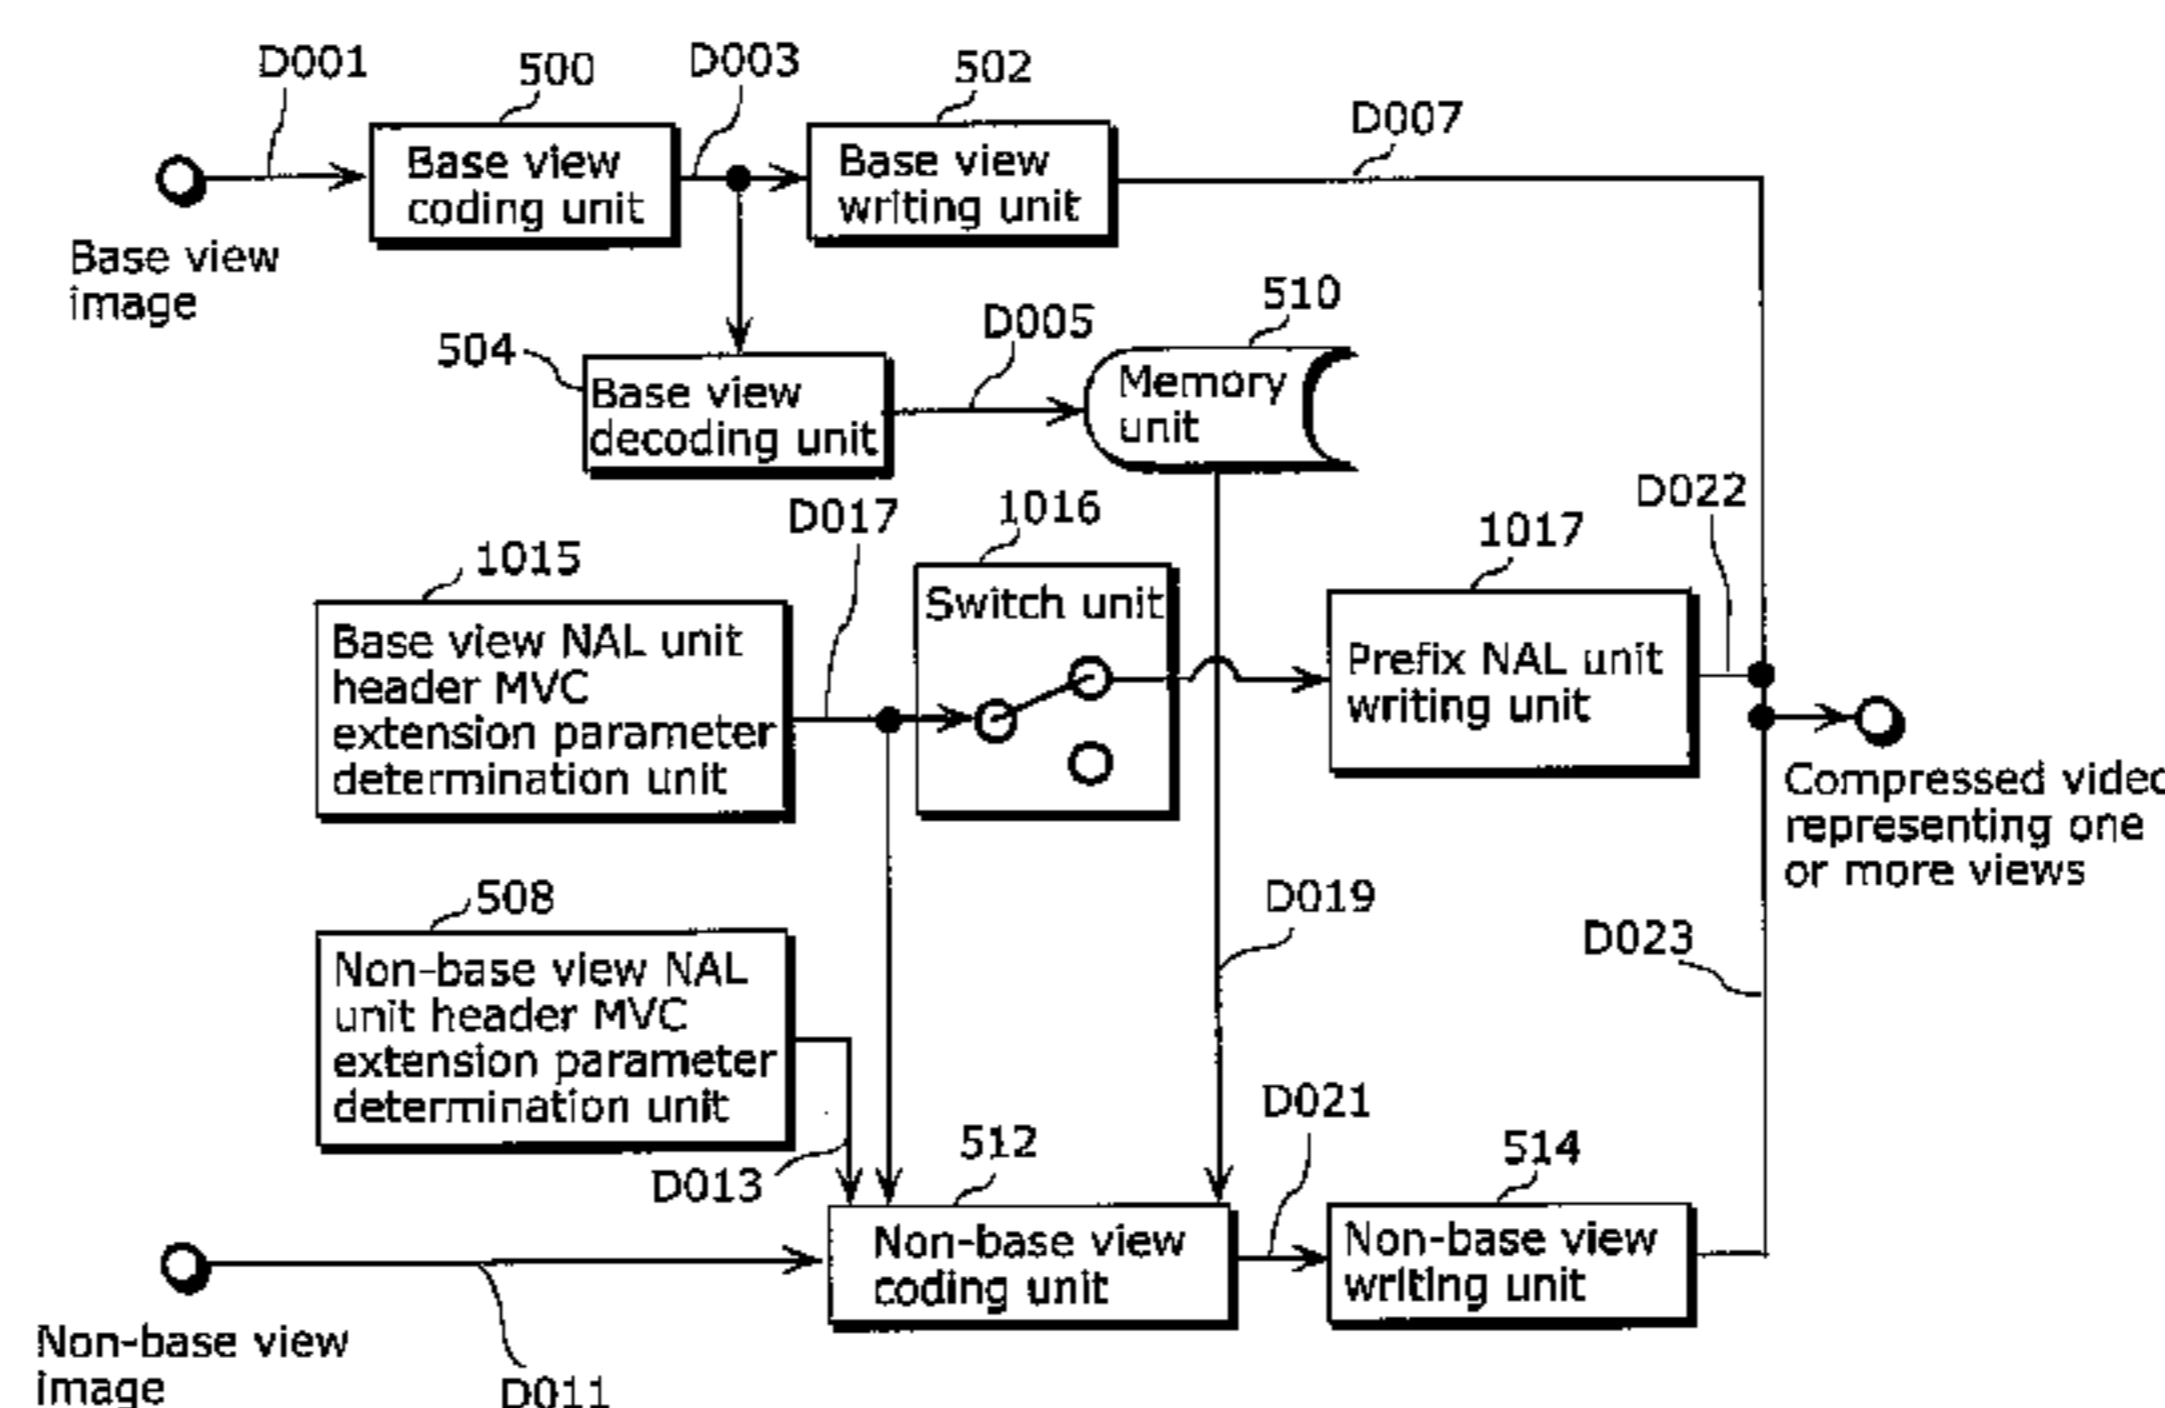 D001
500
D003
502
D007
Base view
coding unit
Base view
writing unit
Base view
image
504
D005
510
Base view
decoding unit
Memory
unit
D017
1016
D022
1015
1017
Switch unit
Base view NAL unit
header MVC
extension parameter
determination unit
Prefix NAL unit
writing unit
Compressed video
representing one
or more views
508
D019
D023
Non-base view NAL
unit header MVC
extension parameter
determination unit
D013
512
D021
514
Non-base view
coding unit
Non-base view
writing unit
Non-base view
image
D011